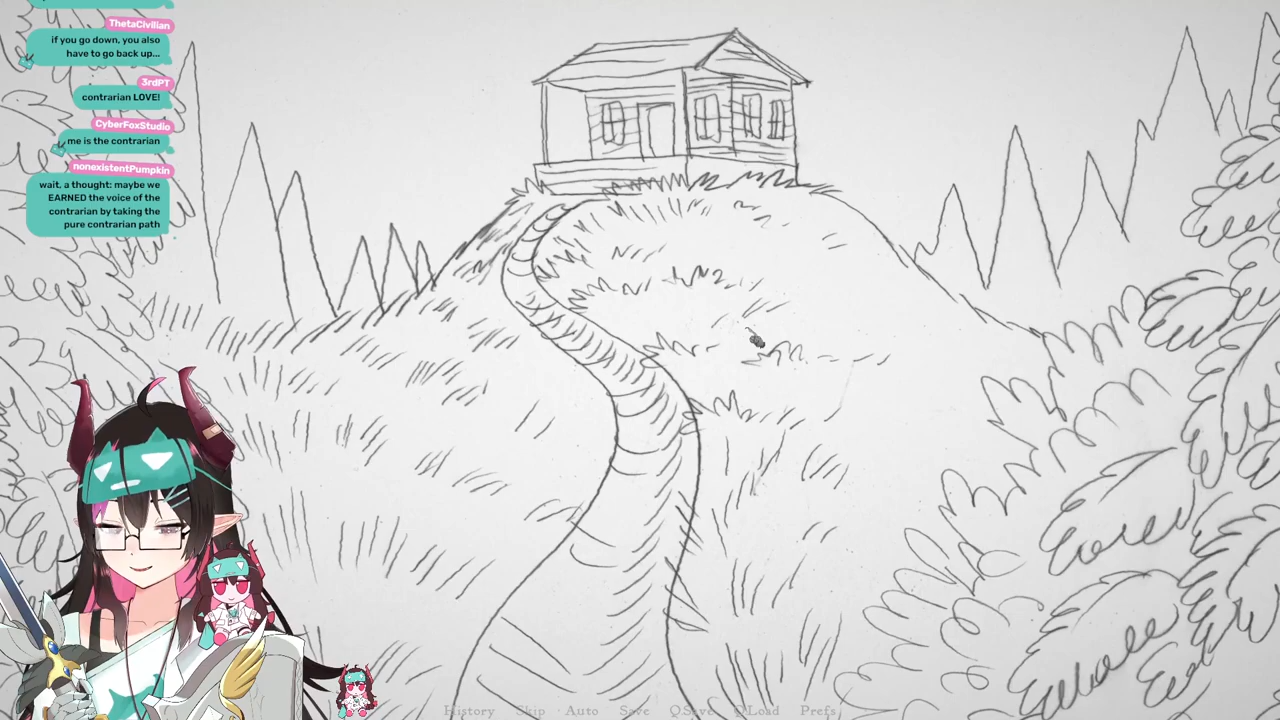 ThetaCivilian
if you go down, you also
have to go back up...
3rdPT
contrarian LOVE!
CyberFoxStudio
me is the contrarian
nonexistentPumpkin
wait, a thought: maybe we
EARNED the voice of the
contrarian by taking the
pure contrarian path
History Skip Auto Save Q.Save Q.Load Prefs